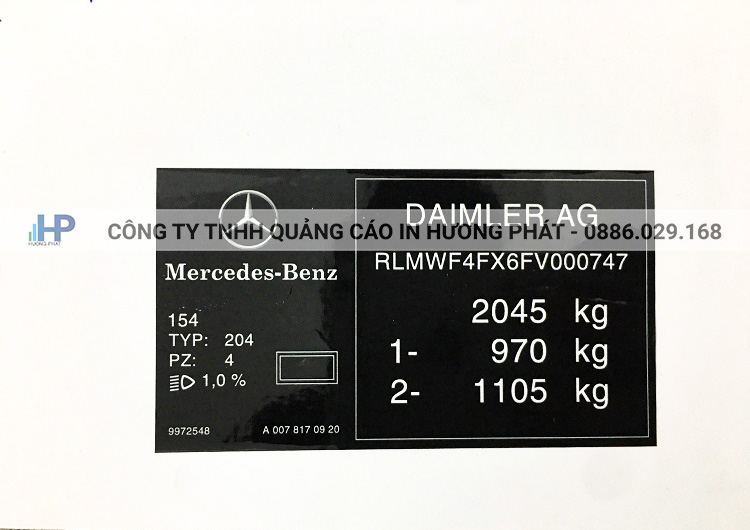 HP
HƯƠNG PHÁT
CÔNG TY TNHH QUẢNG CÁO IN HƯƠNG PHÁT - 0886.029.168
Mercedes-Benz
154
TYP: 204
PZ: 4
1,0 %
9972548 A 007 817 09 20
DAIMLER AG
RLMWF4FX6FV000747
2045 kg
1- 970 kg
2- 1105 kg